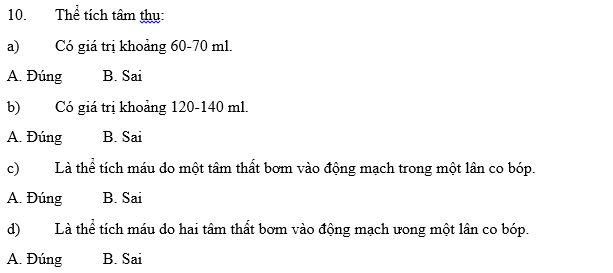 10. Thể tích tâm thu:
a) Có giá trị khoảng 60-70 ml.
A. Đúng B. Sai
b) Có giá trị khoảng 120-140 ml.
A. Đúng B. Sai
c) Là thể tích máu do một tâm thất bơm vào động mạch trong một lân co bóp.
A. Đúng B. Sai
d) Là thể tích máu do hai tâm thất bơm vào động mạch ưong một lân co bóp.
A. Đúng B. Sai